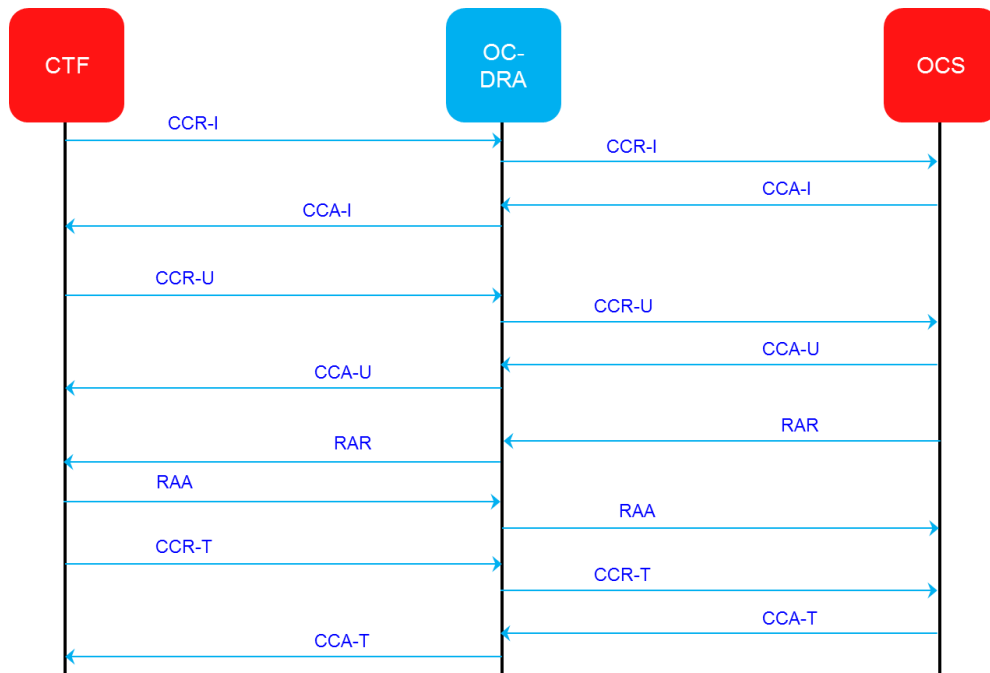 CTF
OC-
DRA
OCS
CCR-I
CCR-I
CCA-I
CCA-I
CCR-U
CCR-U
CCA-U
CCA-U
RAR
RAR
RAA
RAA
CCR-T
CCR-T
CCA-T
CCA-T